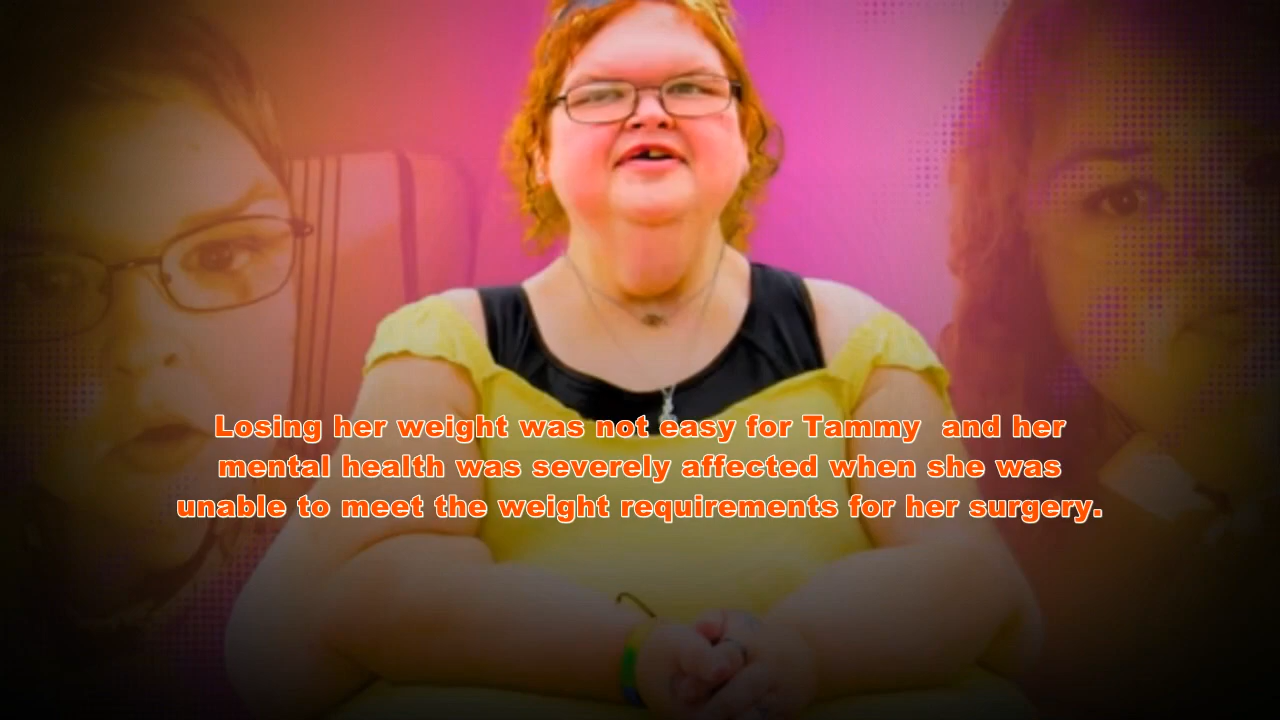 Losing her weight was not easy for Tammy  and her
mental health was severely affected when she was
unable to meet the weight requirements for her surgery.